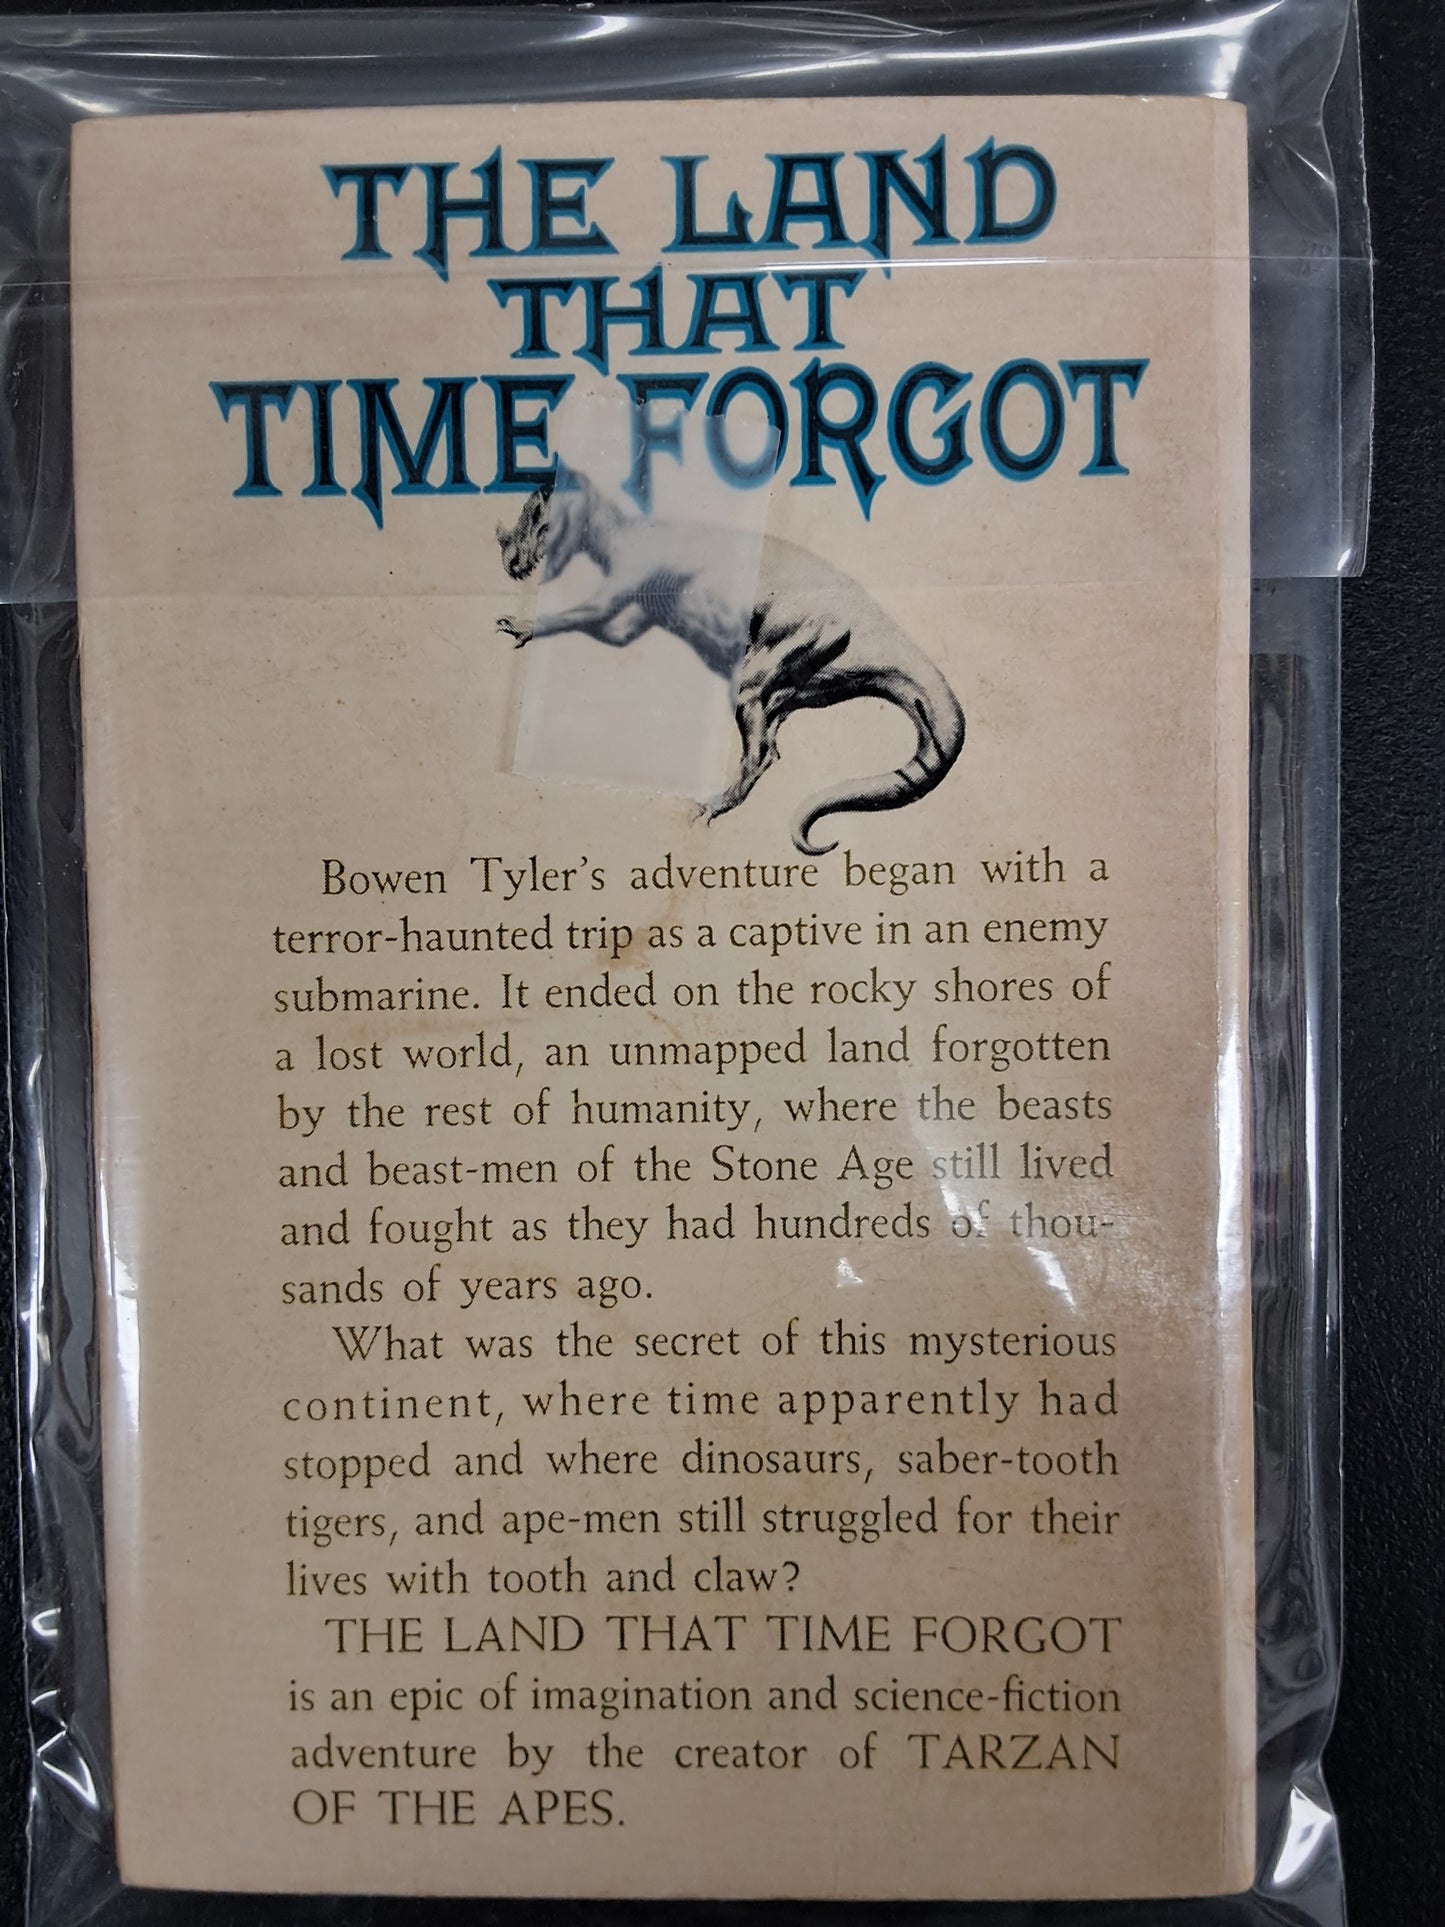 THE LAND
THAT
TIME FORGOT
Bowen Tyler's adventure began with a
terror-haunted trip as a captive in an enemy
submarine. It ended on the rocky shores of
a lost world, an unmapped land forgotten
by the rest of humanity, where the beasts
and beast-men of the Stone Age still lived
and fought as they had hundreds of thou-
sands of years ago.
What was the secret of this mysterious
continent, where time apparently had
stopped and where dinosaurs, saber-tooth
tigers, and ape-men still struggled for their
lives with tooth and claw?
THE LAND THAT TIME FORGOT
is an epic of imagination and science-fiction
adventure by the creator of TARZAN
OF THE APES.